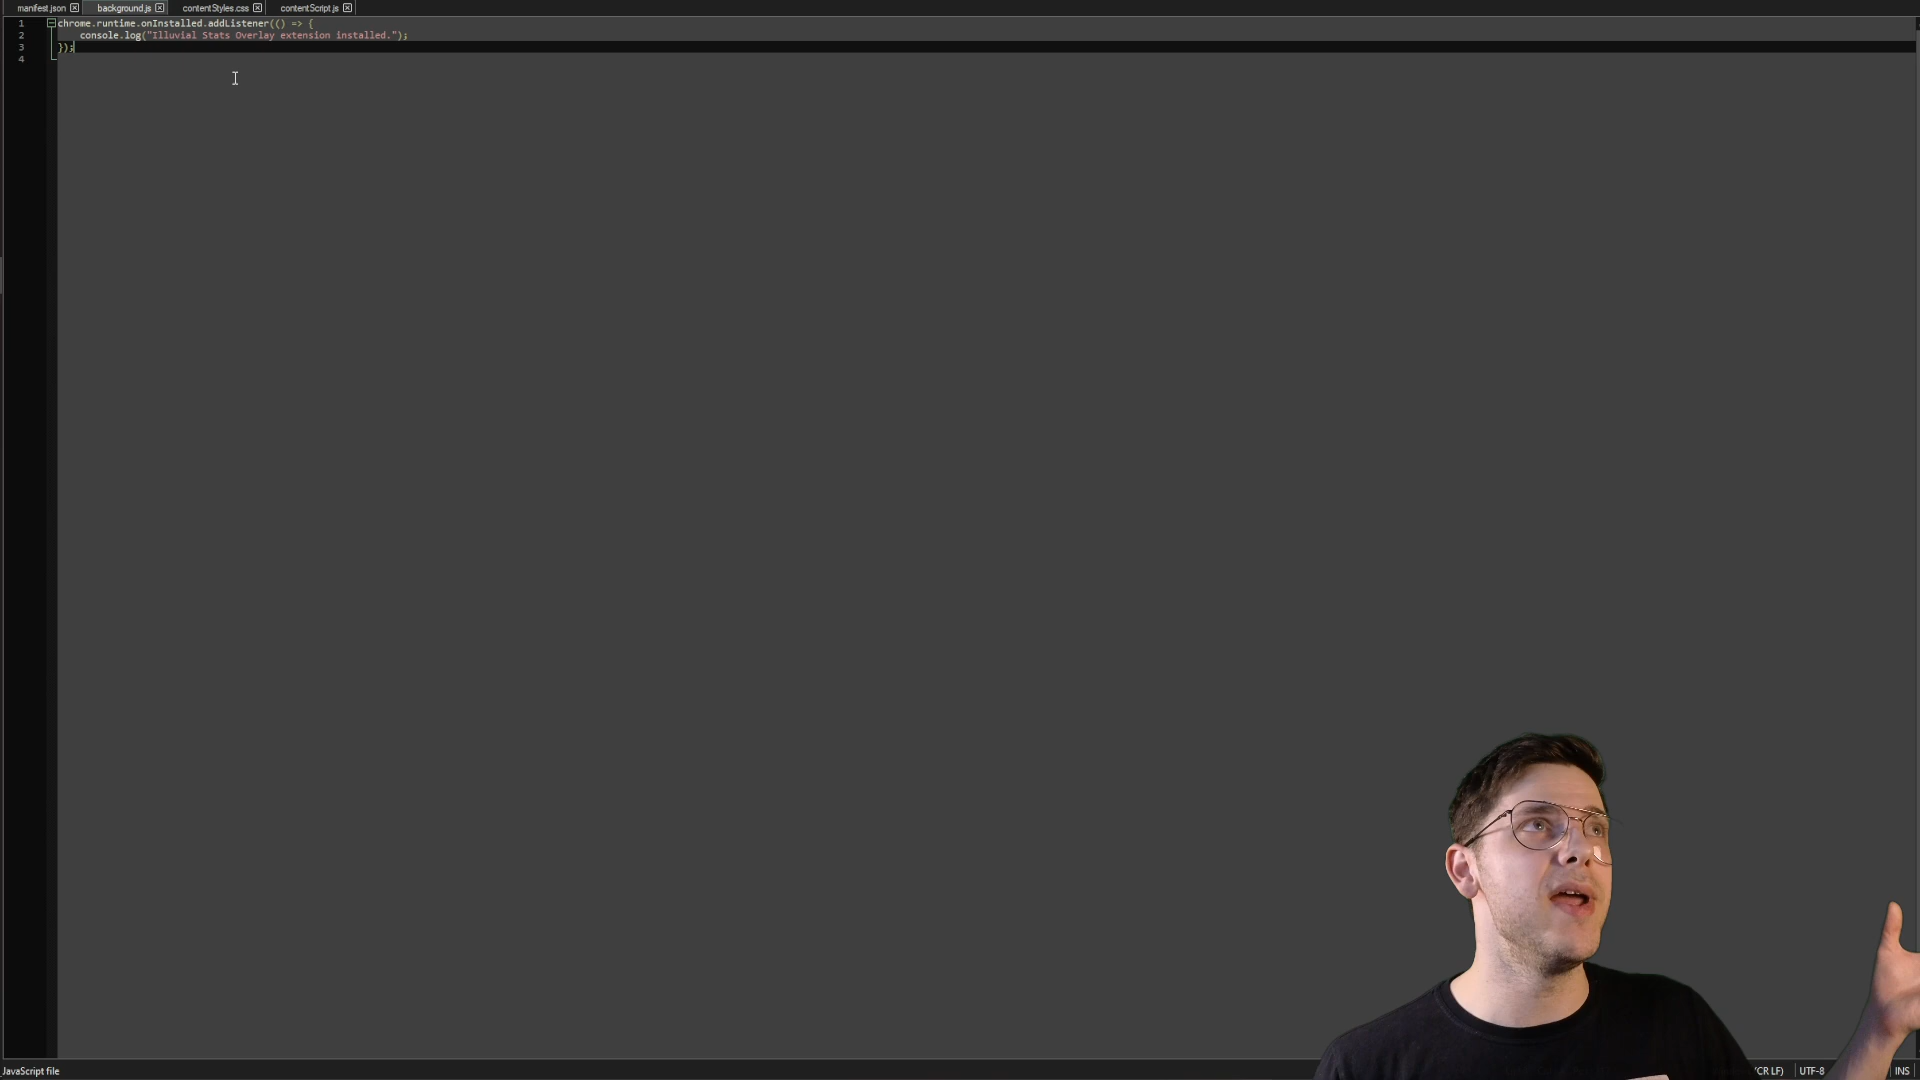 manifest.json background.js contentStyles.css contentScript.js
1 chrome.runtime.onInstalled.addListener(() => {
2 console.log("Illuvial Stats Overlay extension installed.");
3 });
4
JavaScript file (CR LF) UTF-8 INS